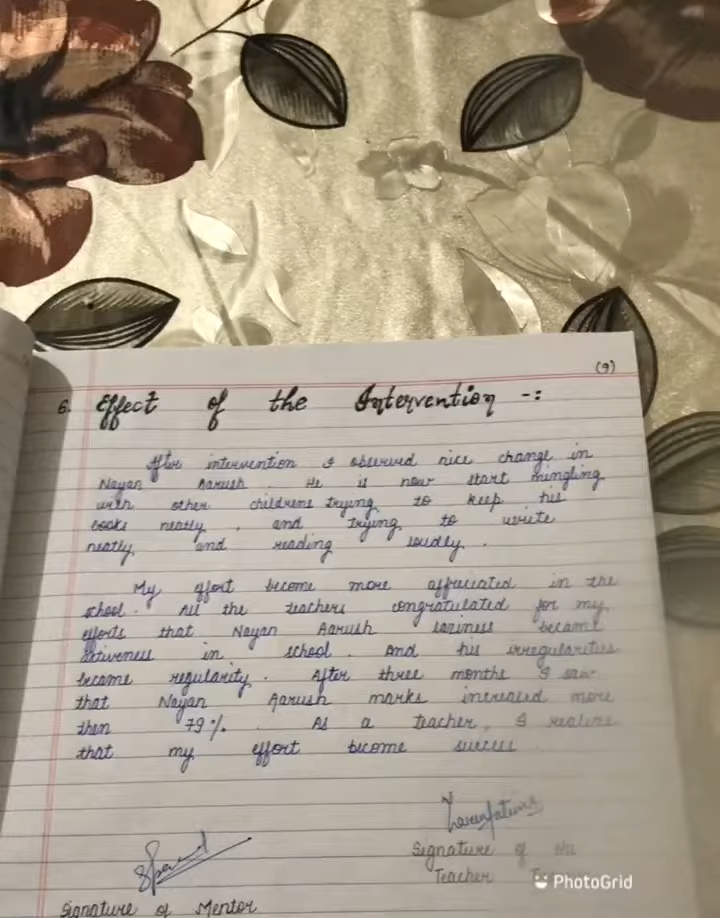 (9)
6. Effect of the Intervention -:
After intervention I observed nice change in
Nayan Aarush. He is now start mingling
with other childrens trying to keep his
books neatly, and trying to write
neatly and reading loudly.
My effort become more affreciated in the
school. All the teachers congratulated for my
efforts that Nayan Aarush laziness became
activeness in school. And his irregularities
became regularity. After three months I saw
that Nayan Aarush marks increased more
then 79%. As a teacher, I realize
that my effort become success
Signature of
Teacher
Signature of Mentor
PhotoGrid